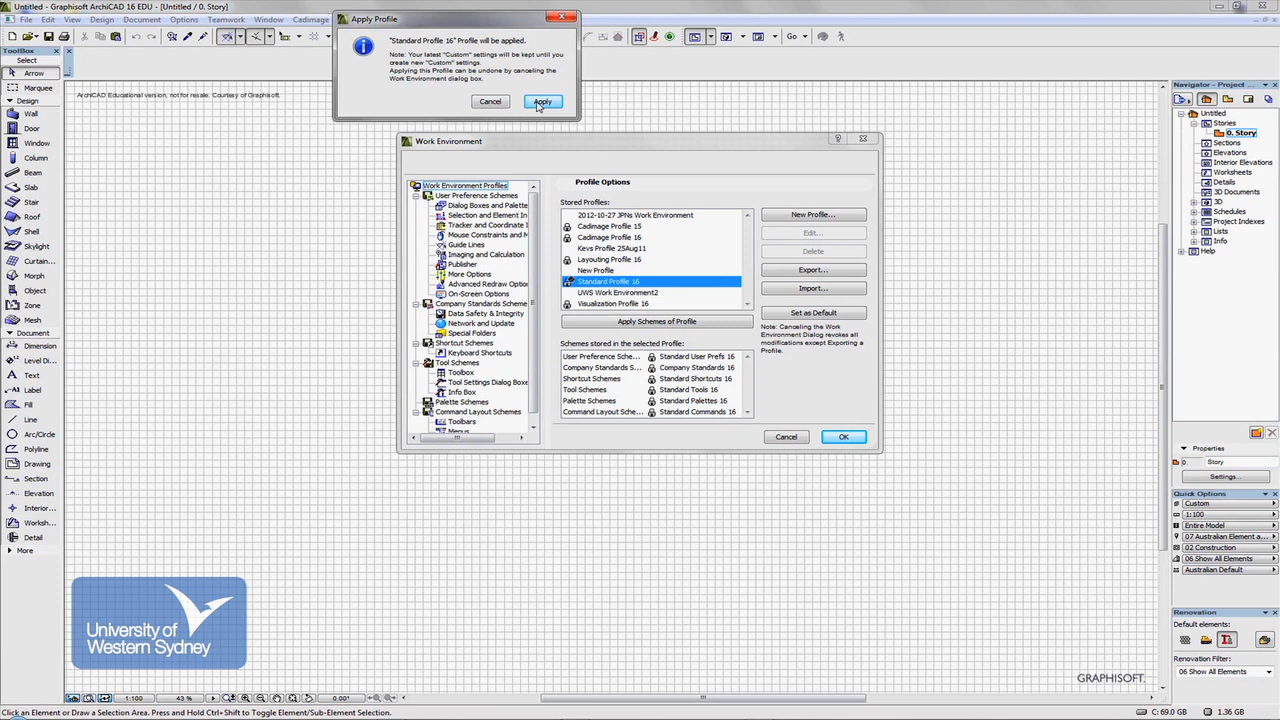 Untitled - Graphisoft ArchiCAD 16 EDU - [Untitled / 0. Story]
File Edit View Design Document Options Teamwork Window Cadimage
Go
ToolBox
Select
Arrow
Marquee
Design
Wall
Door
Window
Column
Beam
Slab
Stair
Roof
Shell
Skylight
Curtain...
Morph
Object
Zone
Mesh
Document
Dimension
Level Di...
Text
Label
Fill
Line
Arc/Circle
Polyline
Drawing
Section
Elevation
Interior...
Worksh...
Detail
More
ArchiCAD Educational version, not for resale. Courtesy of Graphisoft.
Apply Profile
"Standard Profile 16" Profile will be applied.
Note: Your latest "Custom" settings will be kept until you
create new "Custom" settings.
Applying this Profile can be undone by canceling the
Work Environment dialog box.
Cancel
Apply
Work Environment
Work Environment Profiles
User Preference Schemes
Dialog Boxes and Palette
Selection and Element In
Tracker and Coordinate I
Mouse Constraints and M
Guide Lines
Imaging and Calculation
Publisher
More Options
Advanced Redraw Optio
On-Screen Options
Company Standards Scheme
Data Safety & Integrity
Network and Update
Special Folders
Shortcut Schemes
Keyboard Shortcuts
Tool Schemes
Toolbox
Tool Settings Dialog Boxe
Info Box
Palette Schemes
Command Layout Schemes
Toolbars
Menus
Profile Options
Stored Profiles:
2012-10-27 JPNs Work Environment
Cadimage Profile 15
Cadimage Profile 16
Kevs Profile 25Aug11
Layouting Profile 16
New Profile
Standard Profile 16
UWS Work Environment2
Visualization Profile 16
Apply Schemes of Profile
Schemes stored in the selected Profile:
User Preference Sche... Standard User Prefs 16
Company Standards S... Company Standards 16
Shortcut Schemes Standard Shortcuts 16
Tool Schemes Standard Tools 16
Palette Schemes Standard Palettes 16
Command Layout Sche... Standard Commands 16
New Profile...
Edit...
Delete
Export...
Import...
Set as Default
Note: Canceling the Work
Environment Dialog revokes all
modifications except Exporting a
Profile.
Cancel
OK
Navigator - Project ...
Untitled
Stories
0. Story
Sections
Elevations
Interior Elevations
Worksheets
Details
3D Documents
3D
Schedules
Project Indexes
Lists
Info
Help
Properties
0. Story
Settings...
Quick Options
Custom
1:100
Entire Model
07 Australian Element a...
02 Construction
06 Show All Elements
Australian Default
Renovation
Default elements:
Renovation Filter:
06 Show All Elements
University of
Western Sydney
GRAPHISOFT.
1:100 43 % 0.00°
Click an Element or Draw a Selection Area. Press and Hold Ctrl+Shift to Toggle Element/Sub-Element Selection.
C: 69.0 GB 1.36 GB